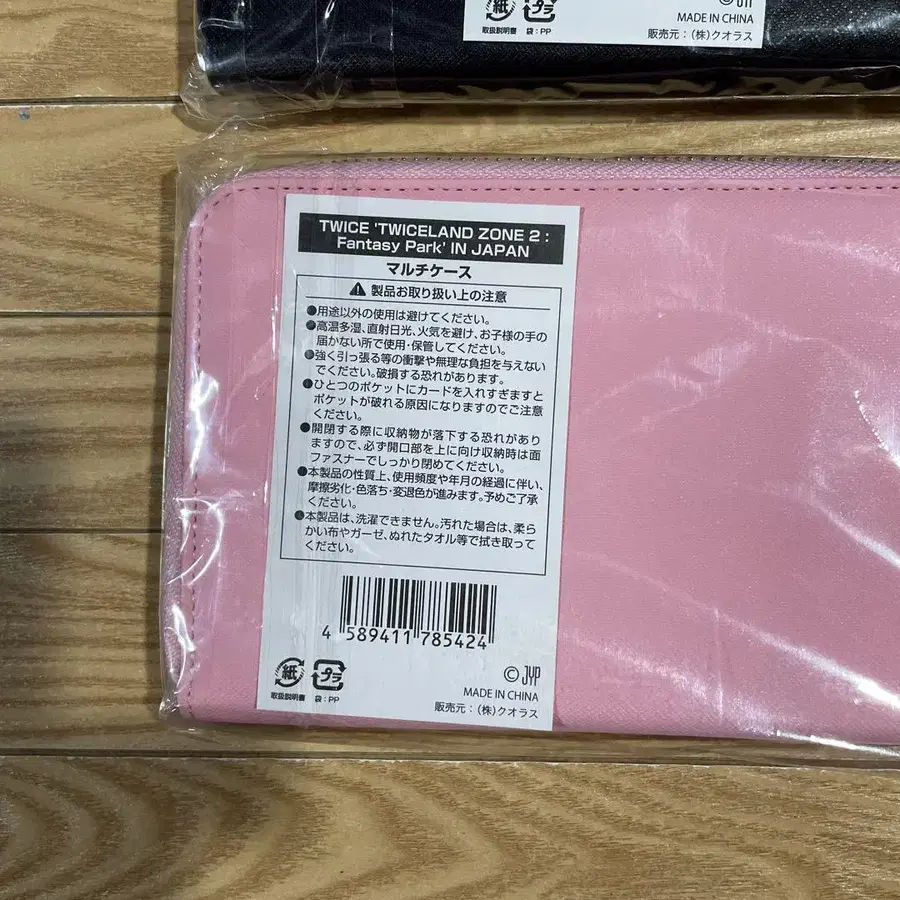 紙
プラ
取扱説明書
袋：PP
© JYP
MADE IN CHINA
販売元：(株)クオラス
TWICE 'TWICELAND ZONE 2 :
Fantasy Park' IN JAPAN
マルチケース
製品お取り扱い上の注意
●用途以外の使用は避けてください。
●高温多湿、直射日光、火気を避け、お子様の手の
届かない所で使用・保管してください。
●強く引っ張る等の衝撃や無理な負担を与えない
でください。破損する恐れがあります。
●ひとつのポケットにカードを入れすぎますと
ポケットが破れる原因になりますのでご注意
ください。
●開閉する際に収納物が落下する恐れがあり
ますので、必ず開口部を上に向け収納時は面
ファスナーでしっかり閉めてください。
●本製品の性質上、使用頻度や年月の経過に伴い、
摩擦劣化・色落ち・変退色が進みます。予めご了承
ください。
●本製品は、洗濯できません。汚れた場合は、柔ら
かい布やガーゼ、ぬれたタオル等で拭き取って
ください。
4 589411 785424
紙
プラ
取扱説明書
袋：PP
© JYP
MADE IN CHINA
販売元：(株)クオラス